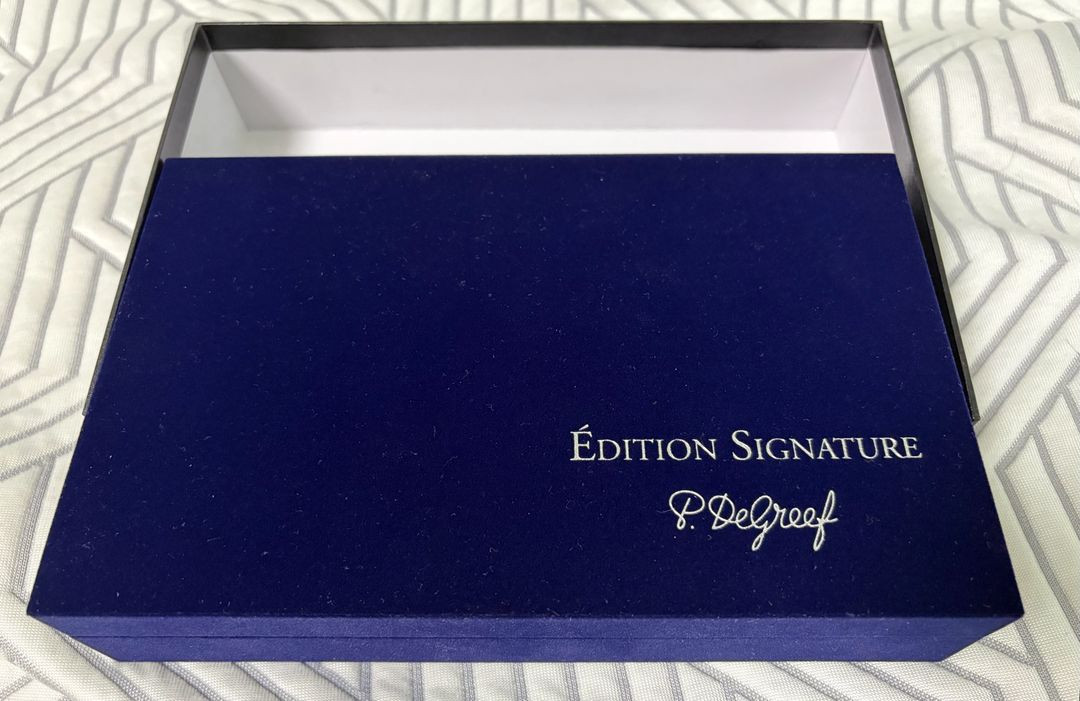 ÉDITION SIGNATURE
P. DeGreef